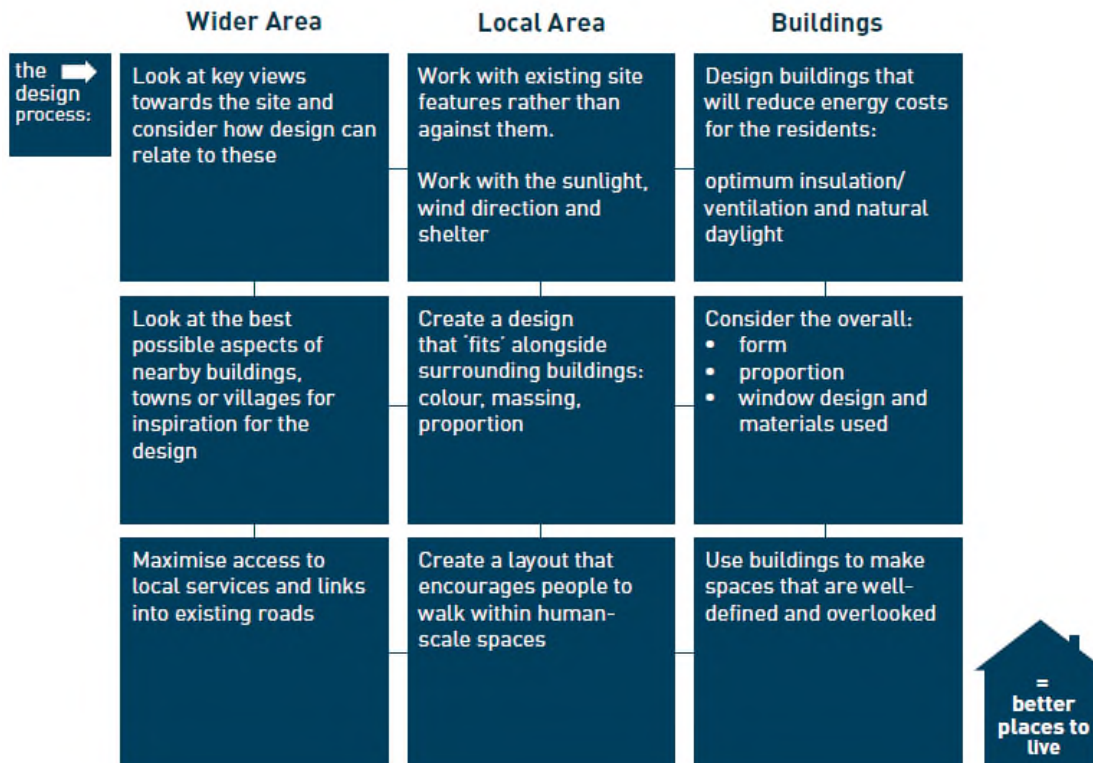 Wider Area
Local Area
Buildings
the
design
process:
Look at key views
towards the site and
consider how design can
relate to these
Work with existing site
features rather than
against them.
Work with the sunlight,
wind direction and
shelter
Design buildings that
will reduce energy costs
for the residents:
optimum insulation/
ventilation and natural
daylight
Look at the best
possible aspects of
nearby buildings,
towns or villages for
inspiration for the
design
Create a design
that ‘fits’ alongside
surrounding buildings:
colour, massing,
proportion
Consider the overall:
• form
• proportion
• window design and
materials used
Maximise access to
local services and links
into existing roads
Create a layout that
encourages people to
walk within human-
scale spaces
Use buildings to make
spaces that are well-
defined and overlooked
=
better
places to
live